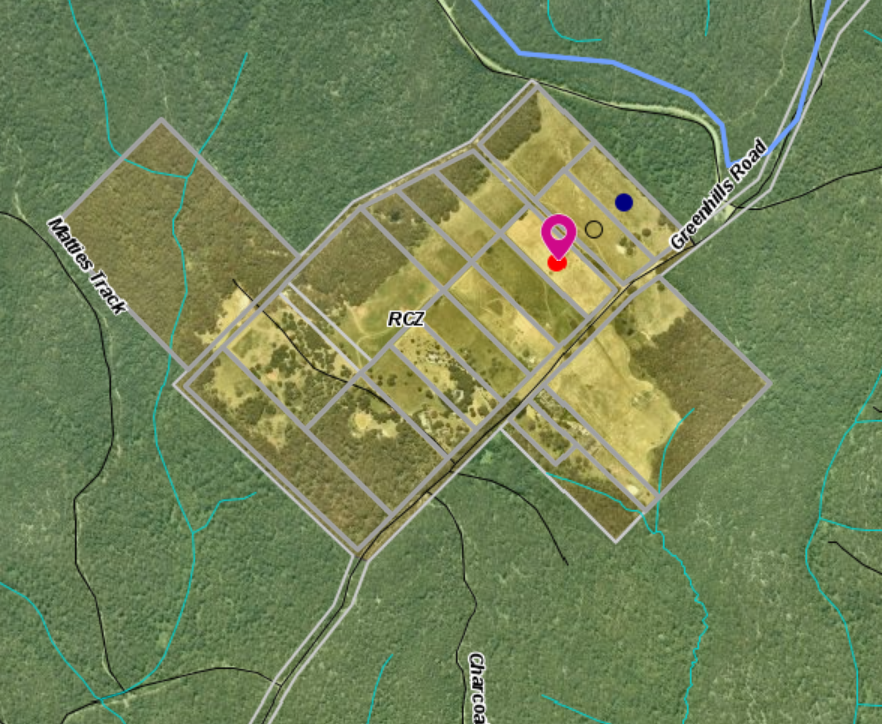 Greenhills Road
Matties Track
RCZ
Charcoa